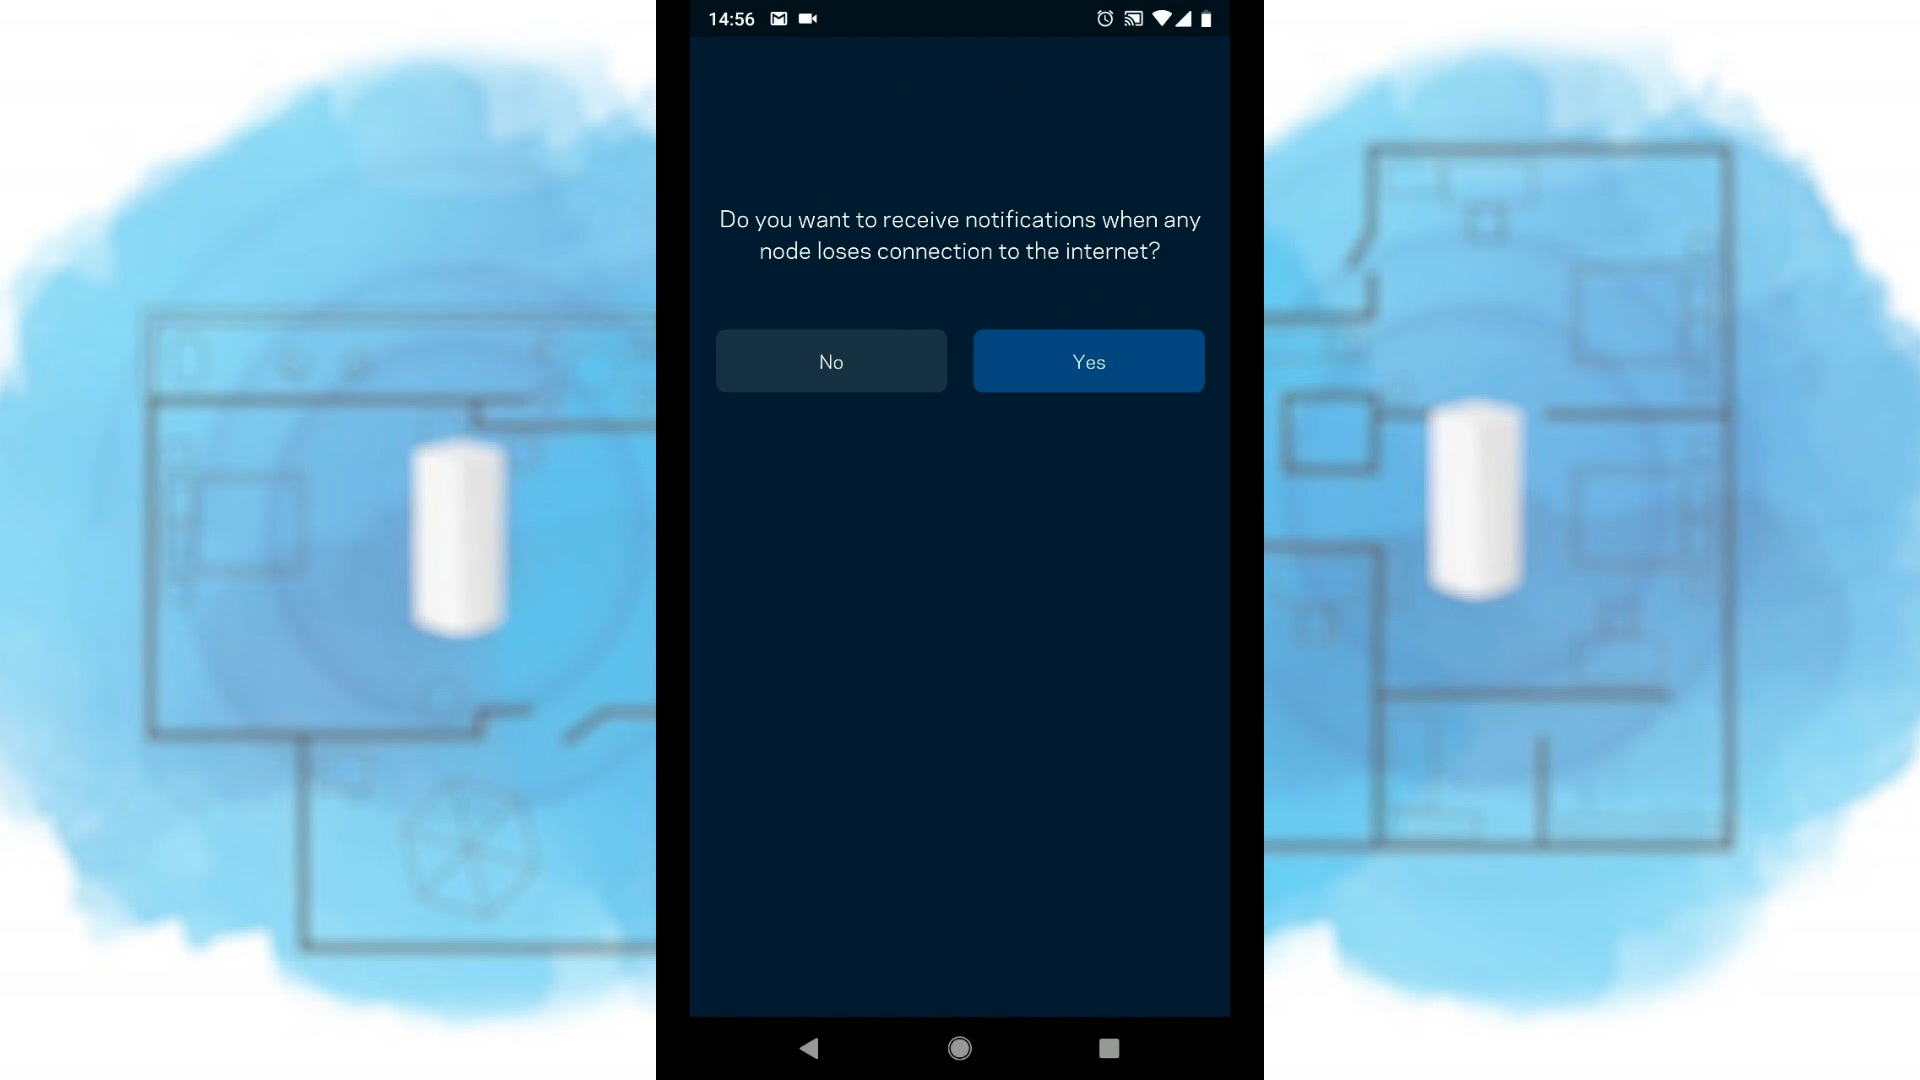 14:56
Do you want to receive notifications when any
node loses connection to the internet?
No
Yes